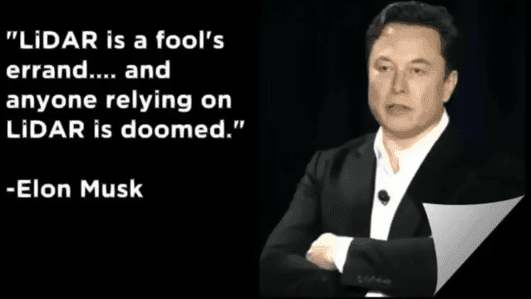 "LiDAR is a fool's
errand.... and
anyone relying on
LiDAR is doomed."
-Elon Musk